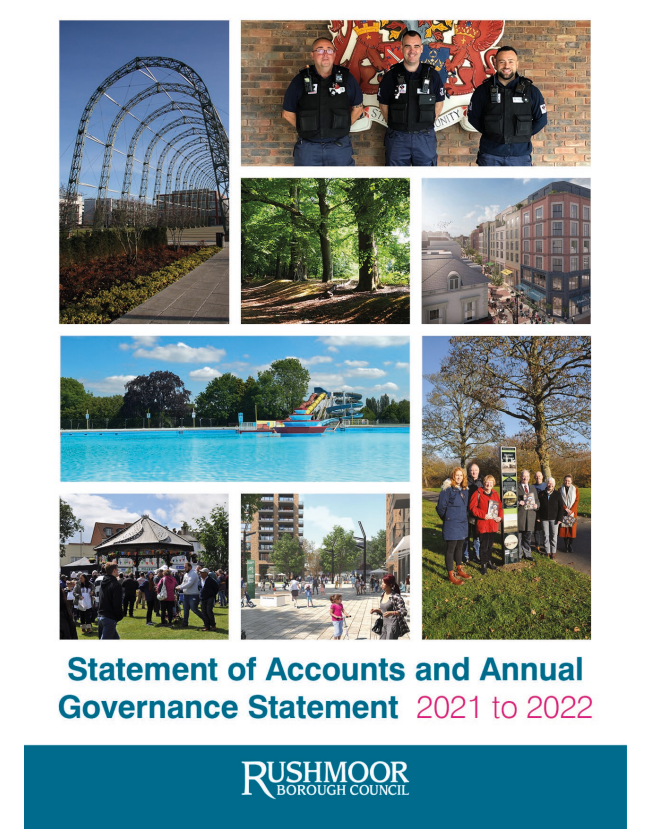 Statement of Accounts and Annual
Governance Statement 2021 to 2022
RUSHMOOR
BOROUGH COUNCIL